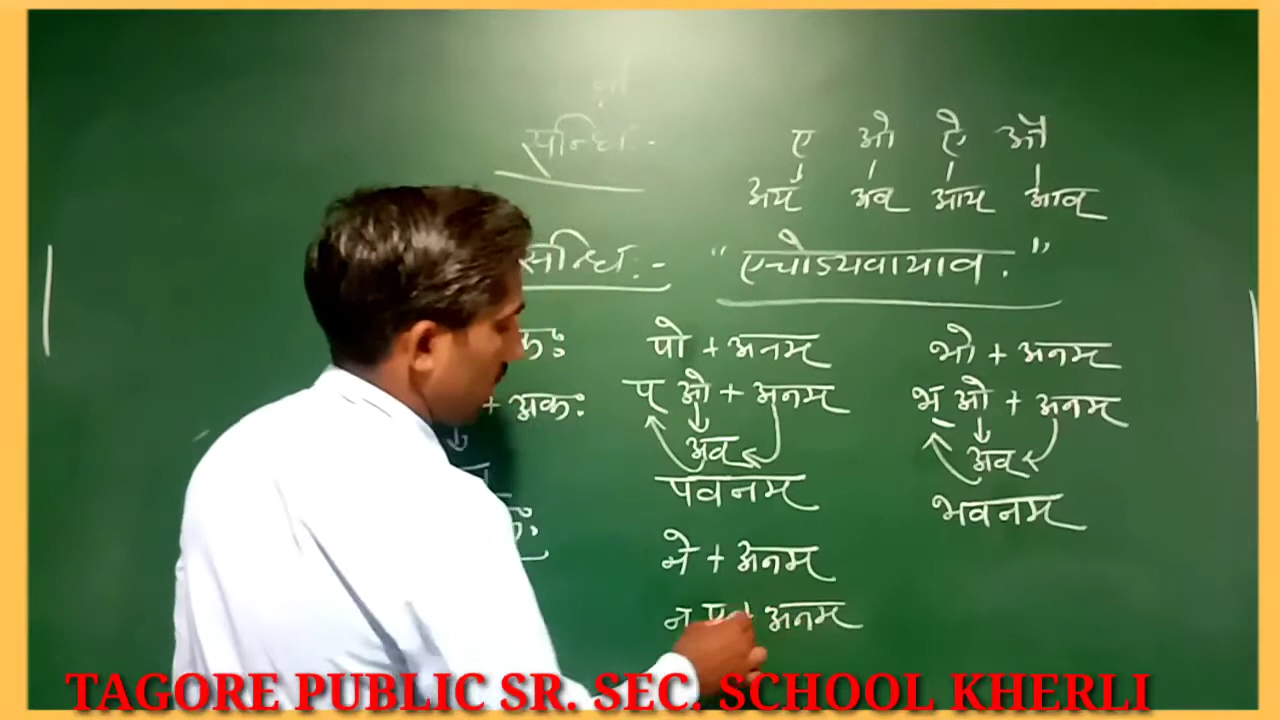 सन्धिः -
ए ओ ऐ औ
अय् अव् आय् आव्
सन्धिः - "एचोऽयवायाव."
कः
+ अकः
पो + अनम्
प् ओ + अनम्
अव्
पवनम्
ने + अनम्
न् ए + अनम्
भो + अनम्
भ् ओ + अनम्
अव्
भवनम्
TAGORE PUBLIC SR. SEC. SCHOOL KHERLI